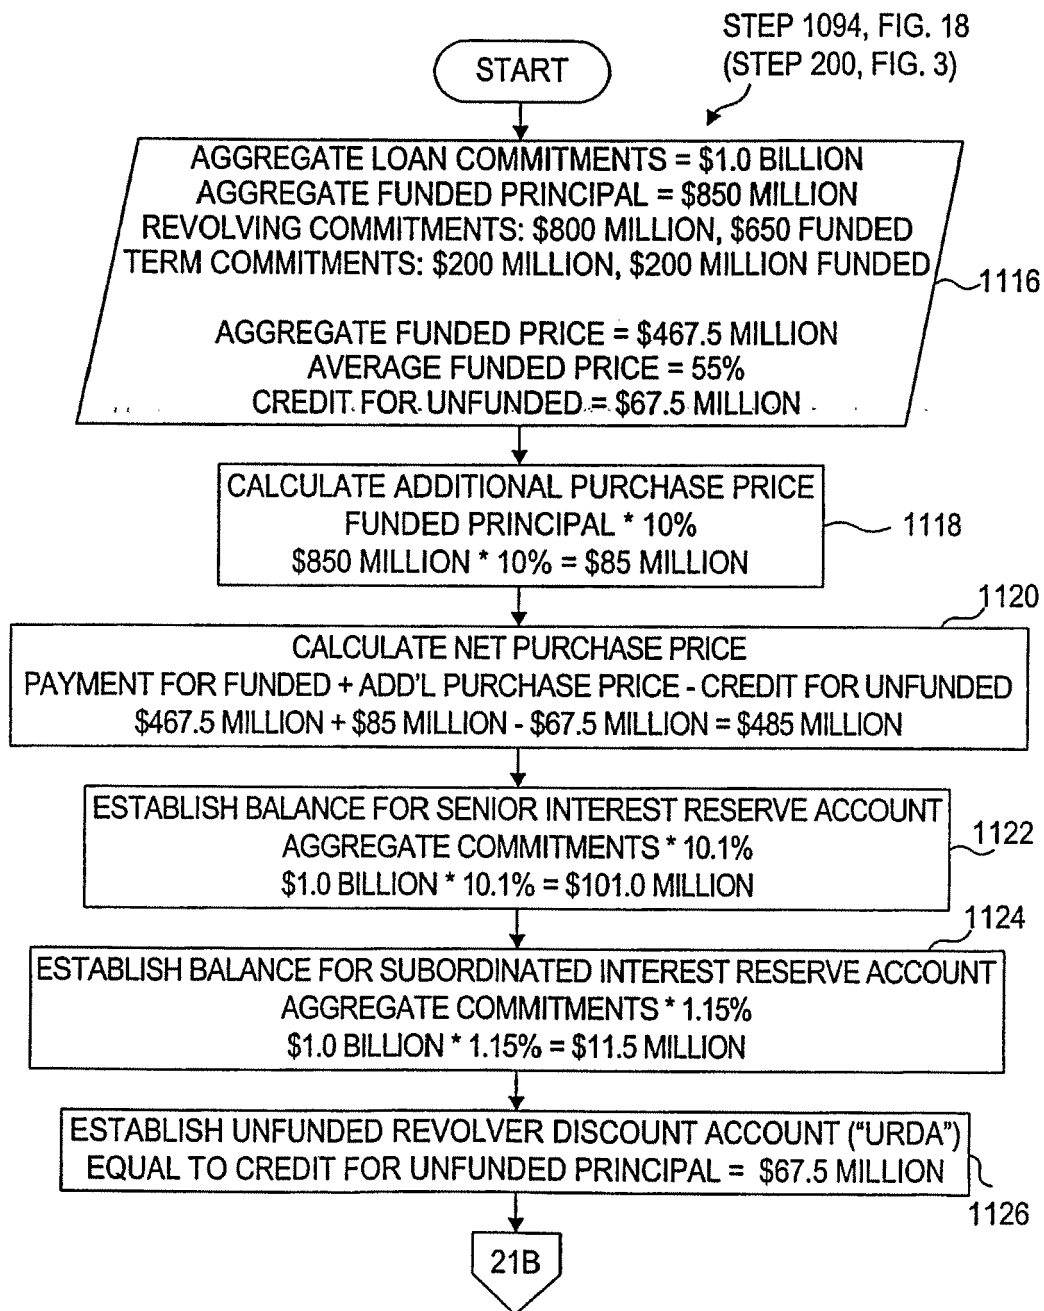 STEP 1094, FIG. 18
(STEP 200, FIG. 3)
START
AGGREGATE LOAN COMMITMENTS = $1.0 BILLION
AGGREGATE FUNDED PRINCIPAL = $850 MILLION
REVOLVING COMMITMENTS: $800 MILLION, $650 FUNDED
TERM COMMITMENTS: $200 MILLION, $200 MILLION FUNDED
1116
AGGREGATE FUNDED PRICE = $467.5 MILLION
AVERAGE FUNDED PRICE = 55%
CREDIT FOR UNFUNDED = $67.5 MILLION
CALCULATE ADDITIONAL PURCHASE PRICE
FUNDED PRINCIPAL * 10%
$850 MILLION * 10% = $85 MILLION
1118
1120
CALCULATE NET PURCHASE PRICE
PAYMENT FOR FUNDED + ADD'L PURCHASE PRICE - CREDIT FOR UNFUNDED
$467.5 MILLION + $85 MILLION - $67.5 MILLION = $485 MILLION
ESTABLISH BALANCE FOR SENIOR INTEREST RESERVE ACCOUNT
AGGREGATE COMMITMENTS * 10.1%
$1.0 BILLION * 10.1% = $101.0 MILLION
1122
1124
ESTABLISH BALANCE FOR SUBORDINATED INTEREST RESERVE ACCOUNT
AGGREGATE COMMITMENTS * 1.15%
$1.0 BILLION * 1.15% = $11.5 MILLION
ESTABLISH UNFUNDED REVOLVER DISCOUNT ACCOUNT ("URDA")
EQUAL TO CREDIT FOR UNFUNDED PRINCIPAL = $67.5 MILLION
1126
21B